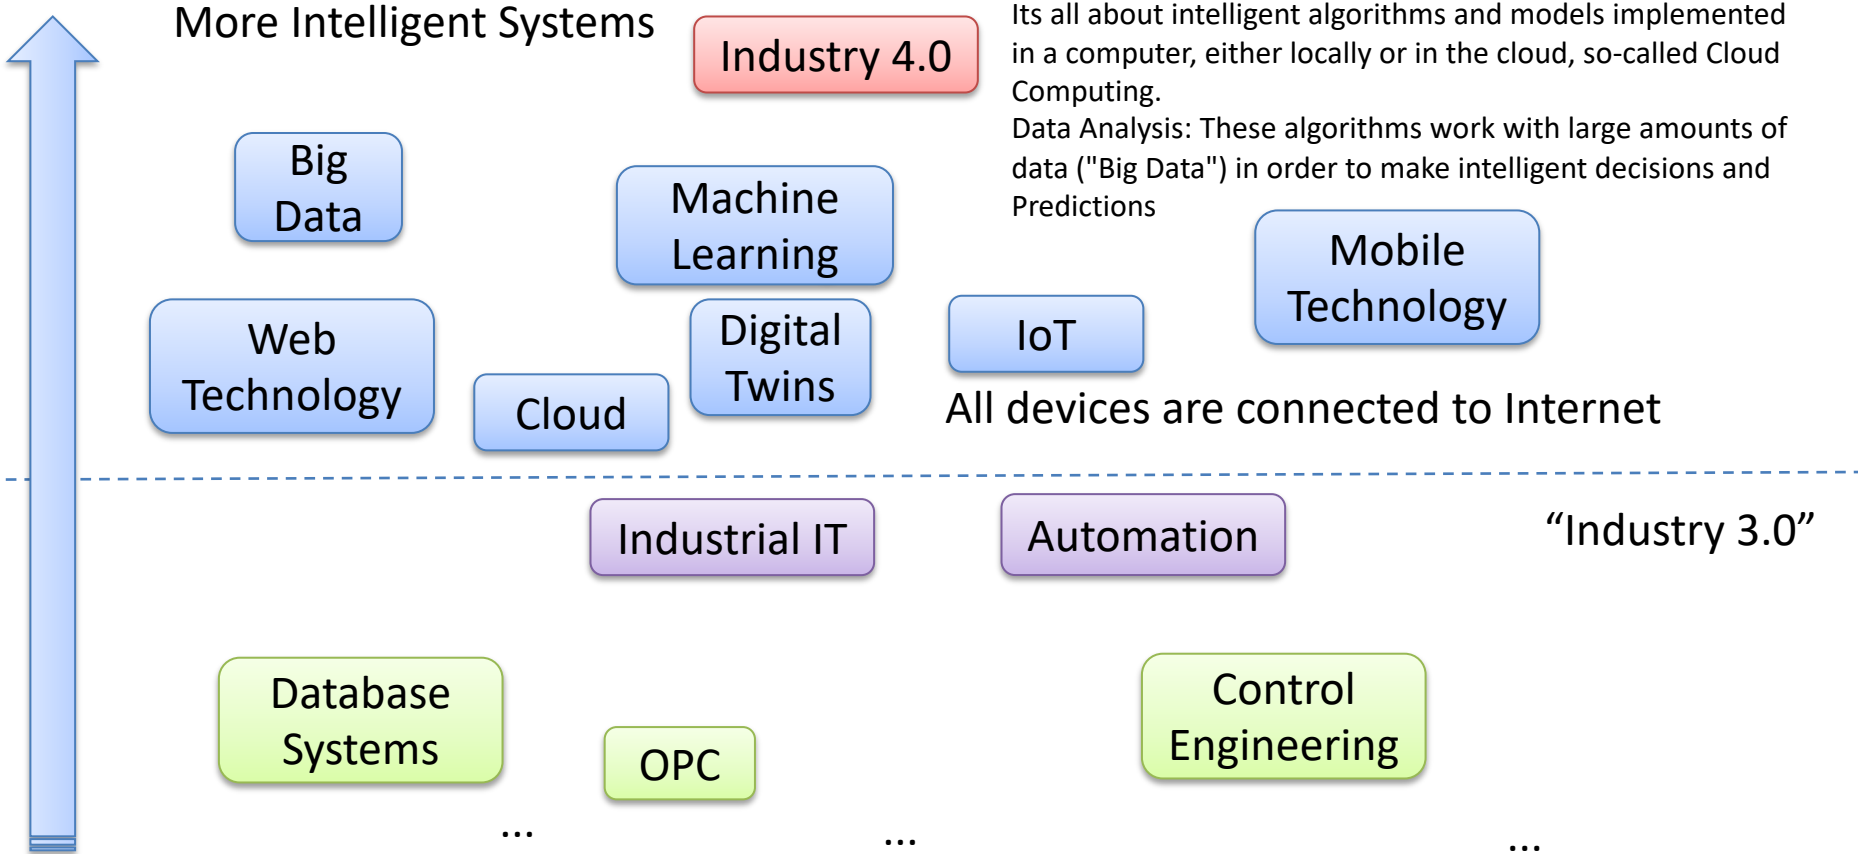 More Intelligent Systems
Industry 4.0
Its all about intelligent algorithms and models implemented
in a computer, either locally or in the cloud, so-called Cloud
Computing.
Data Analysis: These algorithms work with large amounts of
data ("Big Data") in order to make intelligent decisions and
Predictions
Big
Data
Machine
Learning
Mobile
Technology
Web
Technology
Cloud
Digital
Twins
IoT
All devices are connected to Internet
Industrial IT
Automation
“Industry 3.0”
Database
Systems
OPC
Control
Engineering
...
...
...